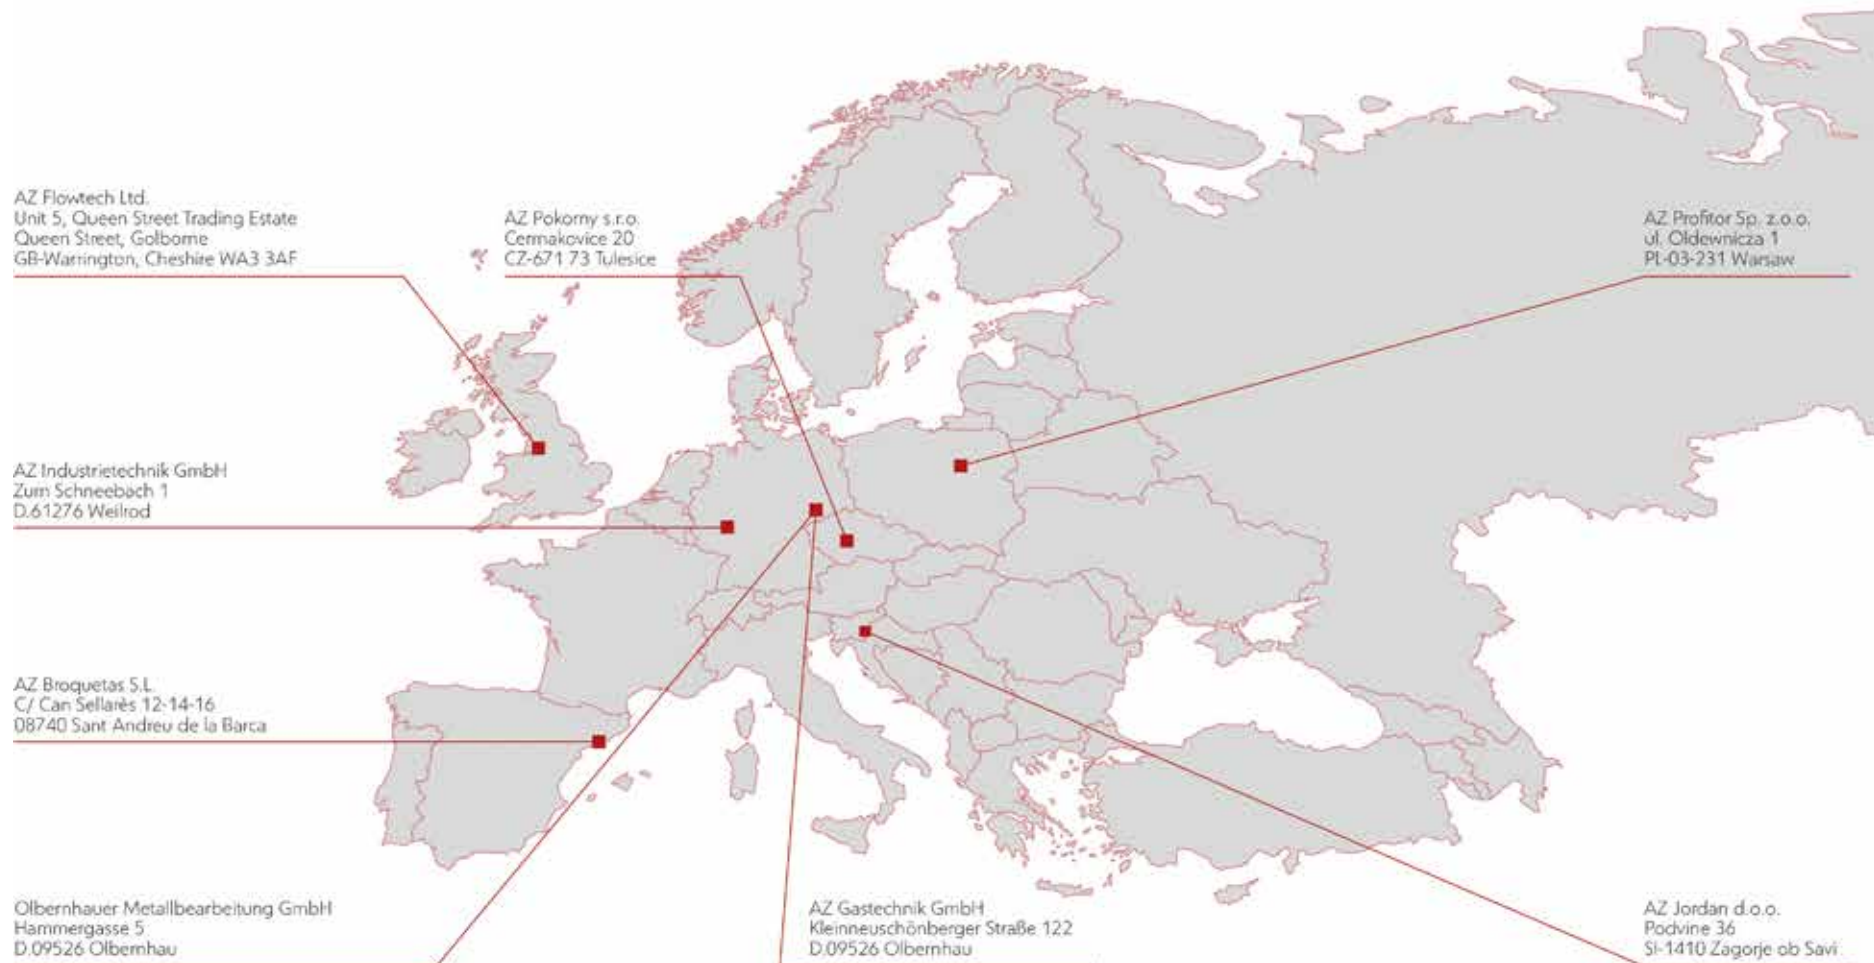 AZ Flowtech Ltd.
Unit 5, Queen Street Trading Estate
Queen Street, Golborne
GB-Warrington, Cheshire WA3 3AF
AZ Pokorny s.r.o.
Cermakovice 20
CZ-671 73 Tulesice
AZ Profitor Sp. z.o.o.
ul. Oldewnicza 1
PL-03-231 Warsaw
AZ Industrietechnik GmbH
Zum Schneebach 1
D.61276 Weilrod
AZ Broquetas S.L.
C/ Can Sellarès 12-14-16
08740 Sant Andreu de la Barca
Olbernhauer Metallbearbeitung GmbH
Hammergasse 5
D.09526 Olbernhau
AZ Gastechnik GmbH
Kleinneuschönberger Straße 122
D.09526 Olbernhau
AZ Jordan d.o.o.
Podvine 36
SI-1410 Zagorje ob Savi